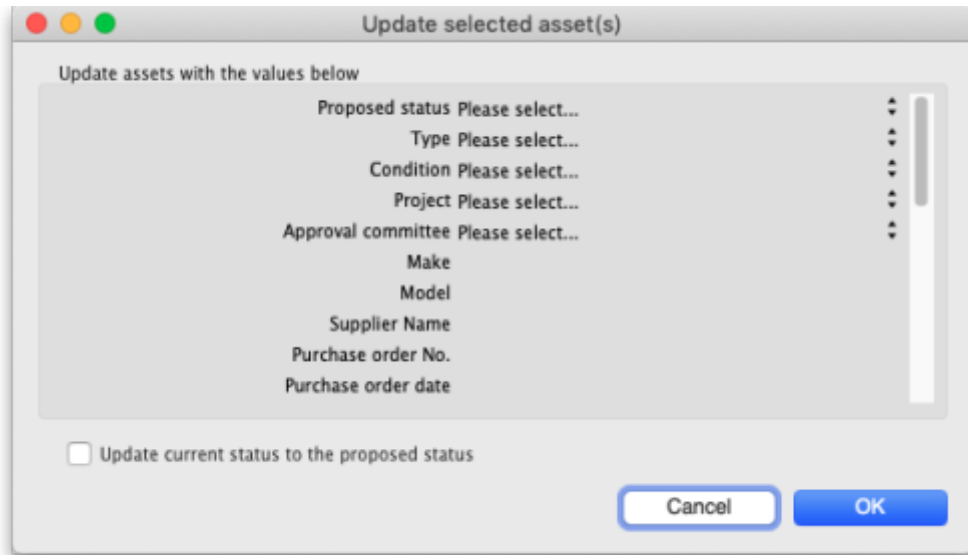 Update selected asset(s)
Update assets with the values below
Proposed status Please select...
Type Please select...
Condition Please select...
Project Please select...
Approval committee Please select...
Make
Model
Supplier Name
Purchase order No.
Purchase order date
Update current status to the proposed status
Cancel OK